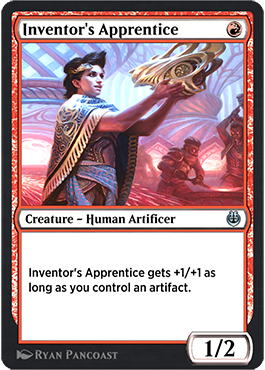 Inventor's Apprentice
Creature – Human Artificer
Inventor's Apprentice gets +1/+1 as
long as you control an artifact.
Ryan Pancoast
1/2